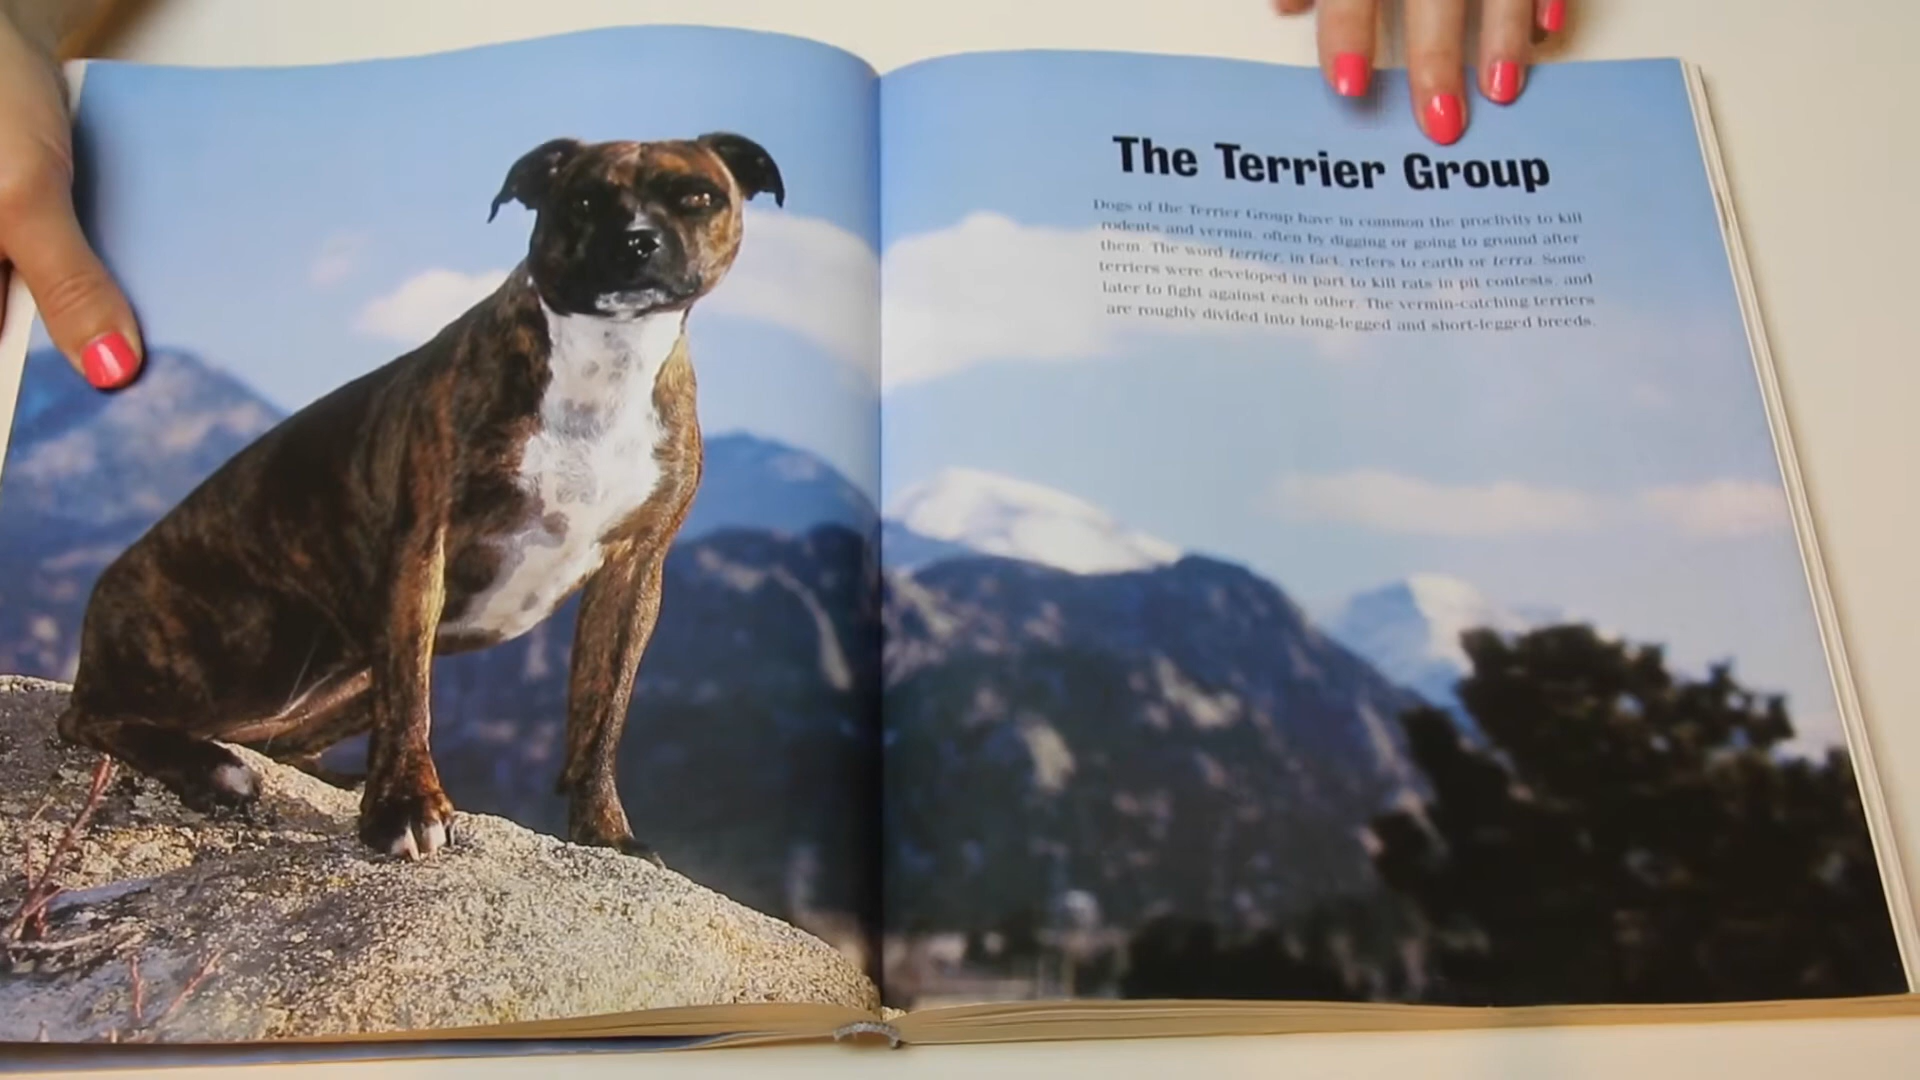 The Terrier Group
Dogs of the Terrier Group have in common the proclivity to kill
rodents and vermin, often by digging or going to ground after
them. The word terrier, in fact, refers to earth or terra. Some
terriers were developed in part to kill rats in pit contests, and
later to fight against each other. The vermin-catching terriers
are roughly divided into long-legged and short-legged breeds.